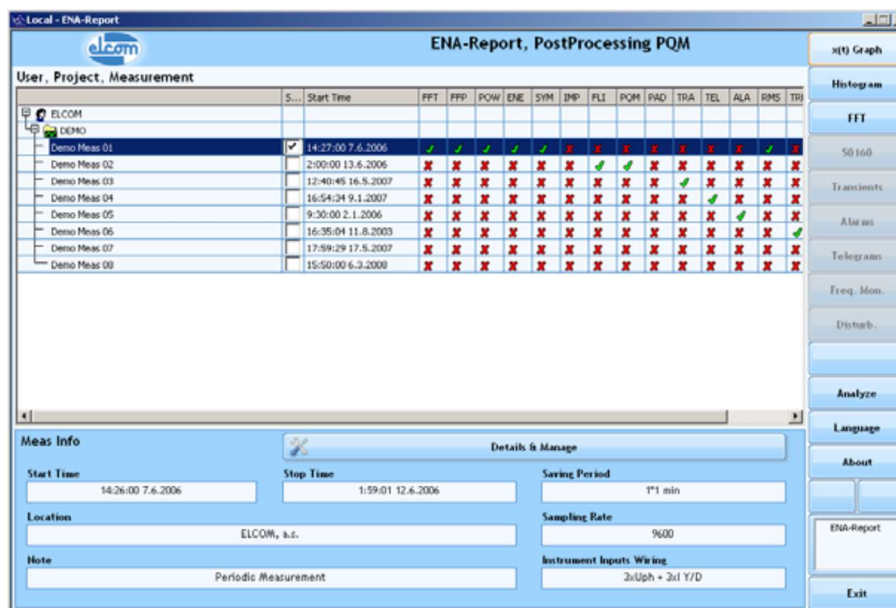 Local - ENA-Report
elcom
ENA-Report, PostProcessing PQM
User, Project, Measurement
S... Start Time FFT FFP POW ENE SYM IMP FLI PQM PAD TRA TEL ALA RMS
ELCOM
DEMO
Demo Meas 01 14:27:00 7.6.2006
Demo Meas 02 2:00:00 13.6.2006
Demo Meas 03 12:40:45 16.5.2007
Demo Meas 04 16:54:34 9.1.2007
Demo Meas 05 9:30:00 2.1.2006
Demo Meas 06 16:35:04 11.8.2003
Demo Meas 07 17:59:29 17.5.2007
Demo Meas 08 15:50:00 6.3.2008
x(t) Graph
Histogram
FFT
50160
Transients
Alarms
Telegrams
Freq. Mon.
Disturb.
Analyze
Language
About
ENA-Report
Exit
Meas Info
Details & Manage
Start Time Stop Time Saving Period
14:26:00 7.6.2006 1:59:01 12.6.2006 1*1 min
Location Sampling Rate
ELCOM, a.s. 9600
Note Instrument Inputs Wiring
Periodic Measurement 3xUph + 3xI Y/D